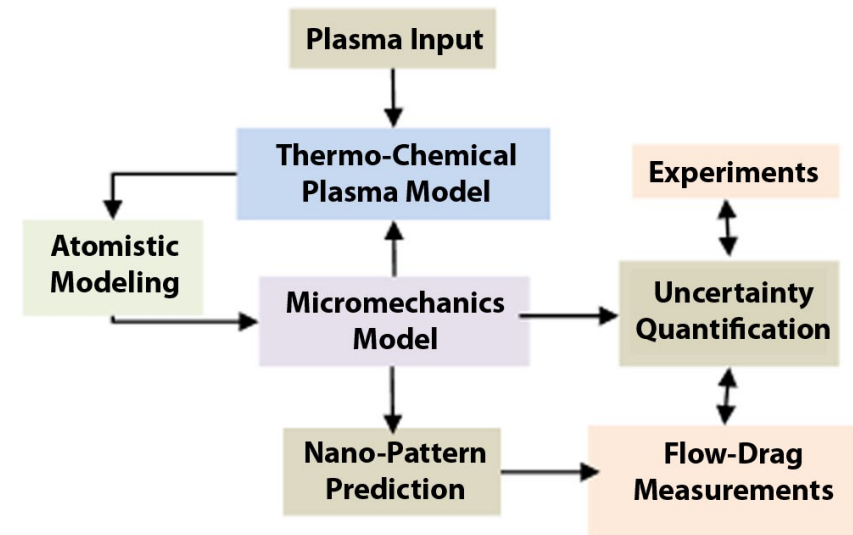 Plasma Input
Thermo-Chemical
Plasma Model
Experiments
Atomistic
Modeling
Micromechanics
Model
Uncertainty
Quantification
Nano-Pattern
Prediction
Flow-Drag
Measurements